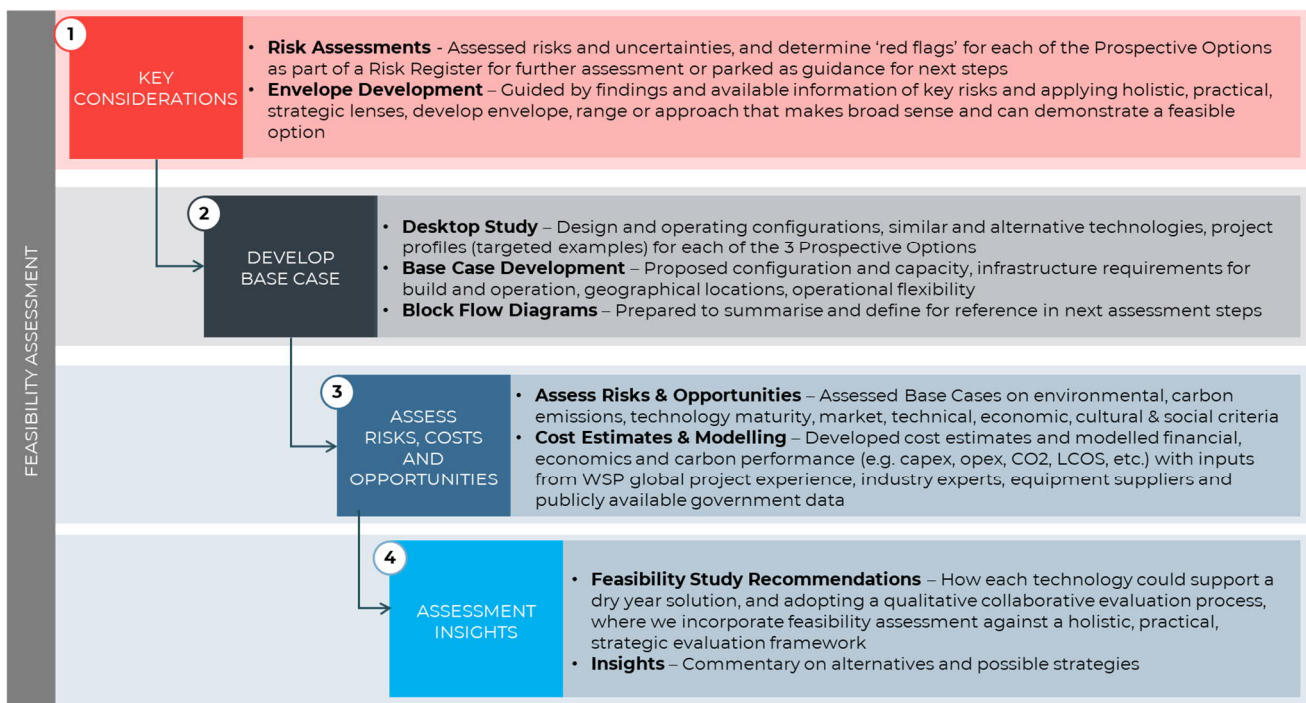 FEASIBILITY ASSESSMENT
1
KEY
CONSIDERATIONS
• Risk Assessments - Assessed risks and uncertainties, and determine ‘red flags’ for each of the Prospective Options
as part of a Risk Register for further assessment or parked as guidance for next steps
• Envelope Development – Guided by findings and available information of key risks and applying holistic, practical,
strategic lenses, develop envelope, range or approach that makes broad sense and can demonstrate a feasible
option
2
DEVELOP
BASE CASE
• Desktop Study – Design and operating configurations, similar and alternative technologies, project
profiles (targeted examples) for each of the 3 Prospective Options
• Base Case Development – Proposed configuration and capacity, infrastructure requirements for
build and operation, geographical locations, operational flexibility
• Block Flow Diagrams – Prepared to summarise and define for reference in next assessment steps
3
ASSESS
RISKS, COSTS
AND
OPPORTUNITIES
• Assess Risks & Opportunities – Assessed Base Cases on environmental, carbon
emissions, technology maturity, market, technical, economic, cultural & social criteria
• Cost Estimates & Modelling – Developed cost estimates and modelled financial,
economics and carbon performance (e.g. capex, opex, CO2, LCOS, etc.) with inputs
from WSP global project experience, industry experts, equipment suppliers and
publicly available government data
4
ASSESSMENT
INSIGHTS
• Feasibility Study Recommendations – How each technology could support a
dry year solution, and adopting a qualitative collaborative evaluation process,
where we incorporate feasibility assessment against a holistic, practical,
strategic evaluation framework
• Insights – Commentary on alternatives and possible strategies